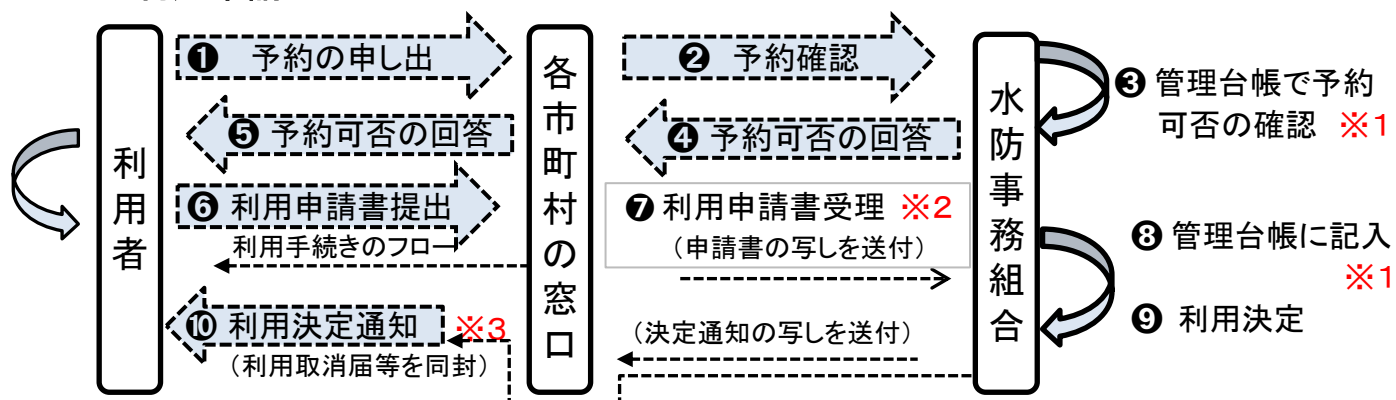 ❶ 予約の申し出
❷ 予約確認
❸ 管理台帳で予約
可否の確認 ※1
❺ 予約可否の回答
❹ 予約可否の回答
利用者
各市町村の窓口
水防事務組合
❻ 利用申請書提出
利用手続きのフロー
❼ 利用申請書受理 ※2
（申請書の写しを送付）
❽ 管理台帳に記入
※1
❾ 利用決定
❿ 利用決定通知 ※3
（利用取消届等を同封）
（決定通知の写しを送付）